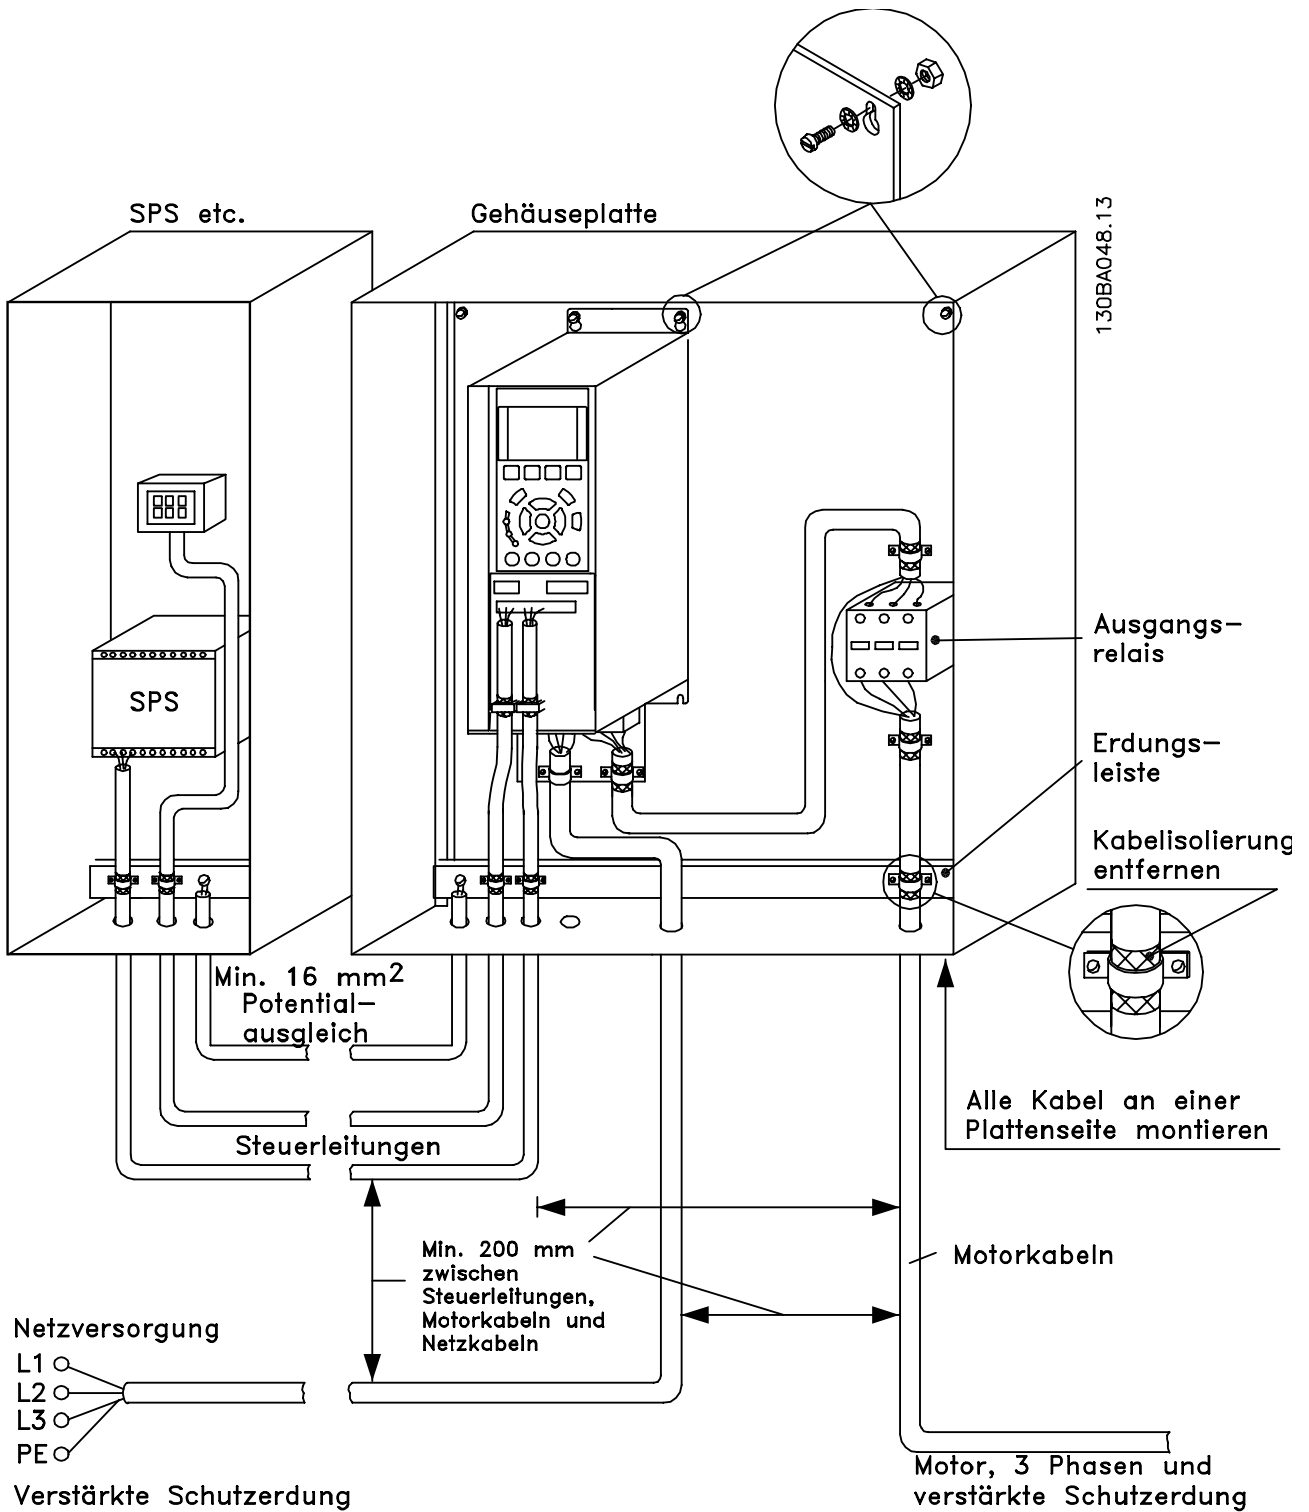 130BA048.13
SPS etc.
Gehäuseplatte
SPS
Ausgangs-
relais
Erdungs-
leiste
Kabelisolierung
entfernen
Min. 16 mm2
Potential-
ausgleich
Alle Kabel an einer
Plattenseite montieren
Steuerleitungen
Min. 200 mm
zwischen
Steuerleitungen,
Motorkabeln und
Netzkabeln
Motorkabeln
Netzversorgung
L1
L2
L3
PE
Verstärkte Schutzerdung
Motor, 3 Phasen und
verstärkte Schutzerdung